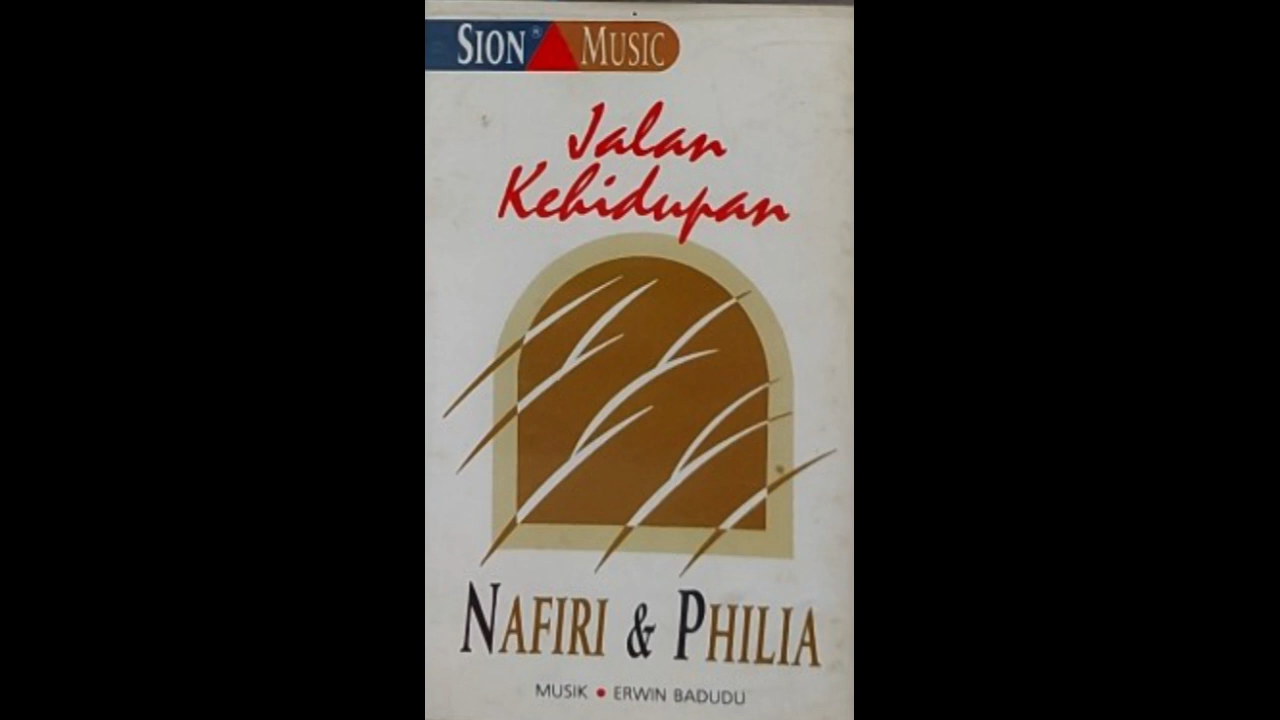 SION® MUSIC
Jalan
Kehidupan
NAFIRI & PHILIA
MUSIK • ERWIN BADUDU